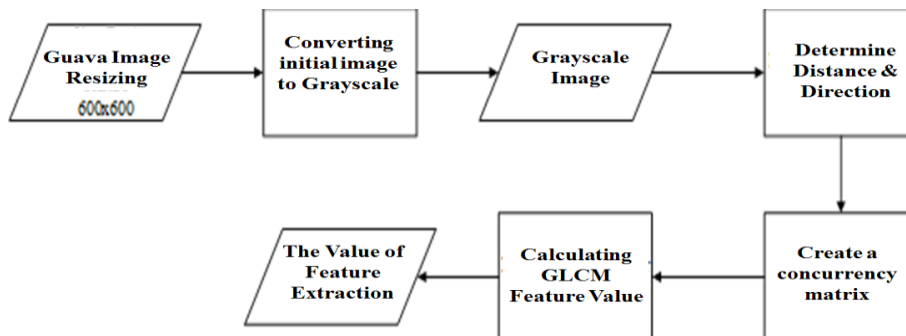 Guava Image
Resizing
600x600
Converting
initial image
to Grayscale
Grayscale
Image
Determine
Distance &
Direction
Create a
concurrency
matrix
Calculating
GLCM
Feature Value
The Value of
Feature
Extraction